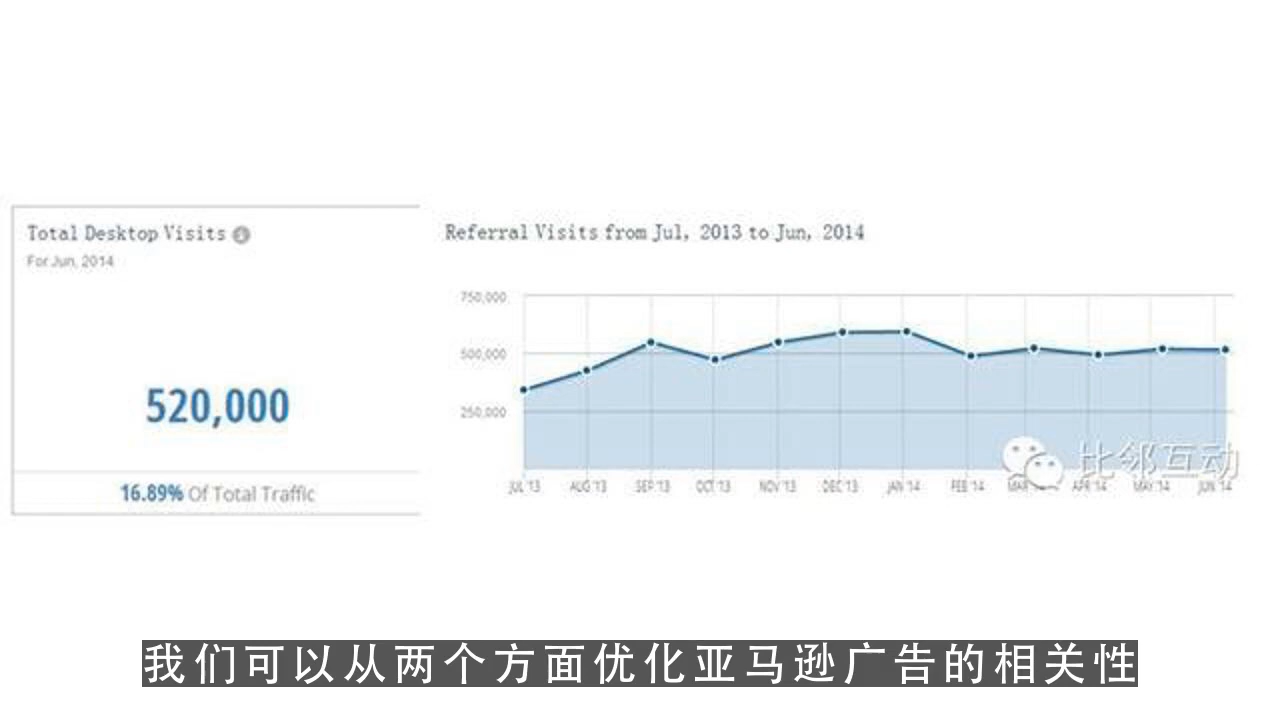 Total Desktop Visits
For Jun, 2014
520,000
16.89% Of Total Traffic
Referral Visits from Jul, 2013 to Jun, 2014
750,000
500,000
250,000
JUL '13 AUG '13 SEP '13 OCT '13 NOV '13 DEC '13 JAN '14 FEB '14 MAR APR '14 MAY '14 JUN '14
比邻互动
我们可以从两个方面优化亚马逊广告的相关性